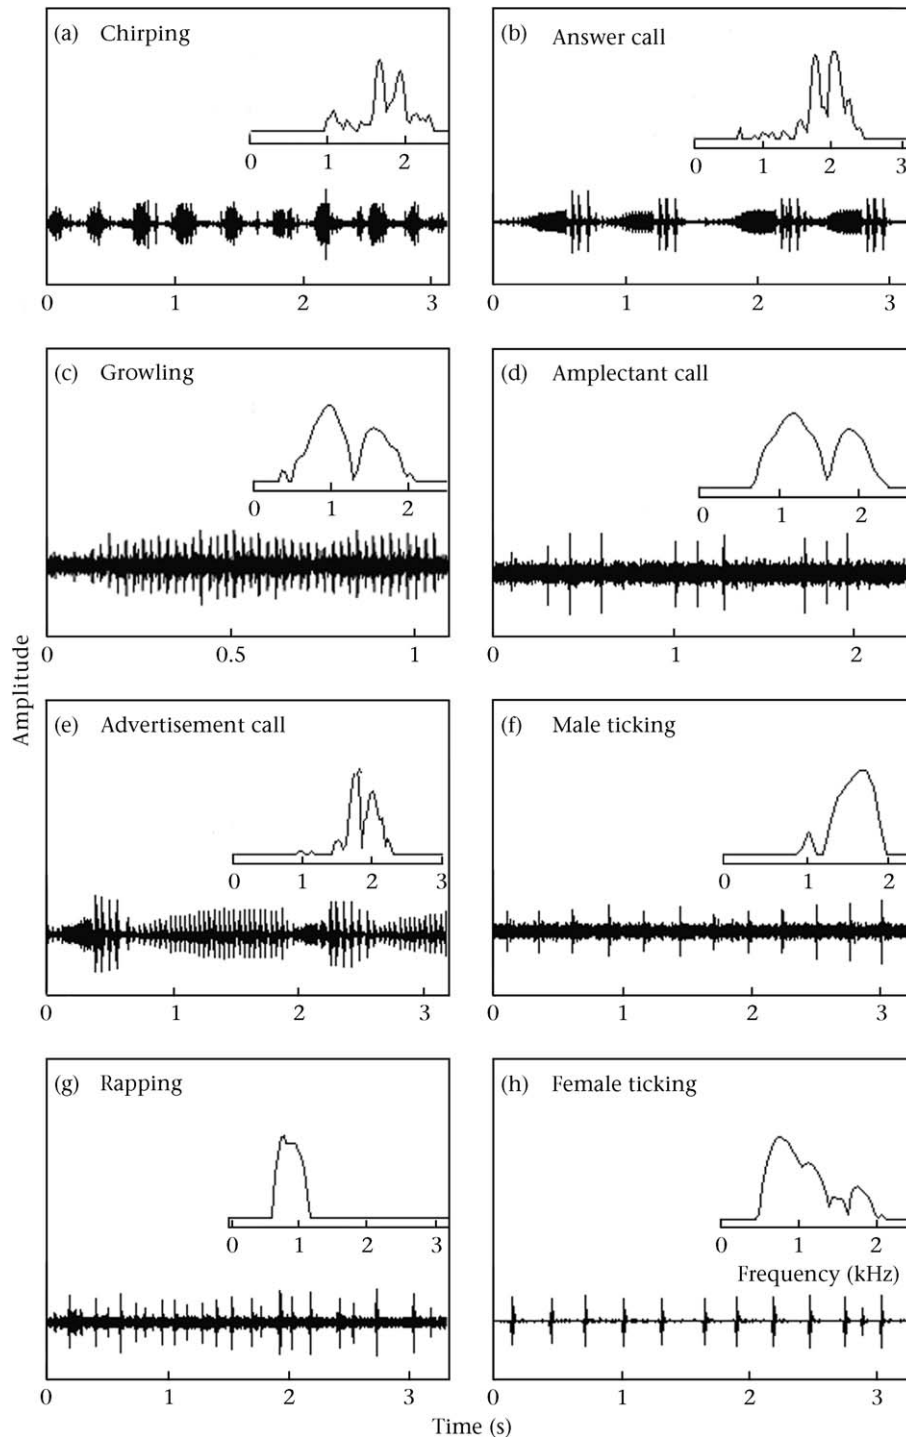 (a) Chirping
0 1 2
0 1 2 3
(b) Answer call
0 1 2 3
0 1 2 3
(c) Growling
0 1 2
0 0.5 1
(d) Amplectant call
0 1 2
0 1 2
Amplitude
(e) Advertisement call
0 1 2 3
0 1 2 3
(f) Male ticking
0 1 2
0 1 2 3
(g) Rapping
0 1 2 3
0 1 2 3
(h) Female ticking
0 1 2
Frequency (kHz)
0 1 2 3
Time (s)